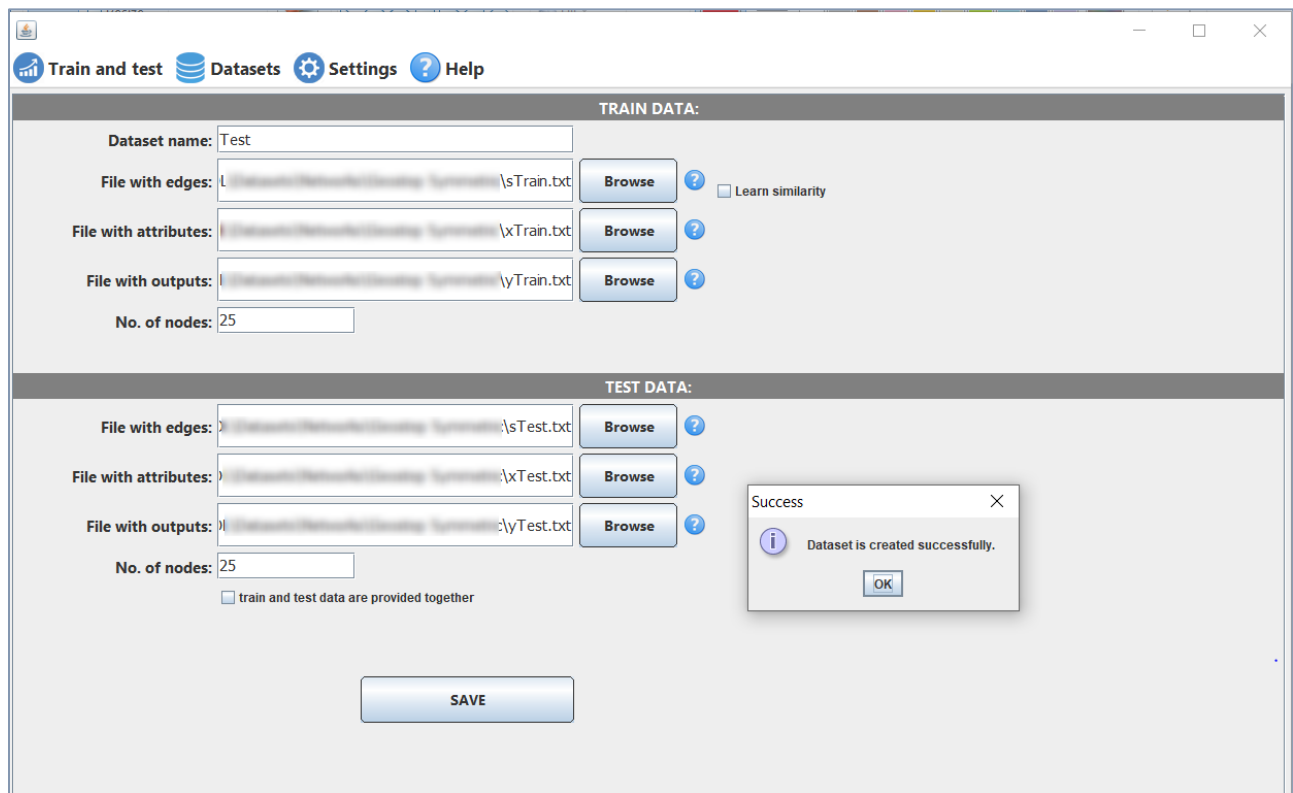 Train and test Datasets Settings Help
TRAIN DATA:
Dataset name: Test
File with edges: \sTrain.txt Browse ? Learn similarity
File with attributes: \xTrain.txt Browse ?
File with outputs: \yTrain.txt Browse ?
No. of nodes: 25
TEST DATA:
File with edges: \sTest.txt Browse ?
File with attributes: \xTest.txt Browse ?
File with outputs: \yTest.txt Browse ?
No. of nodes: 25
train and test data are provided together
Success
Dataset is created successfully.
OK
SAVE